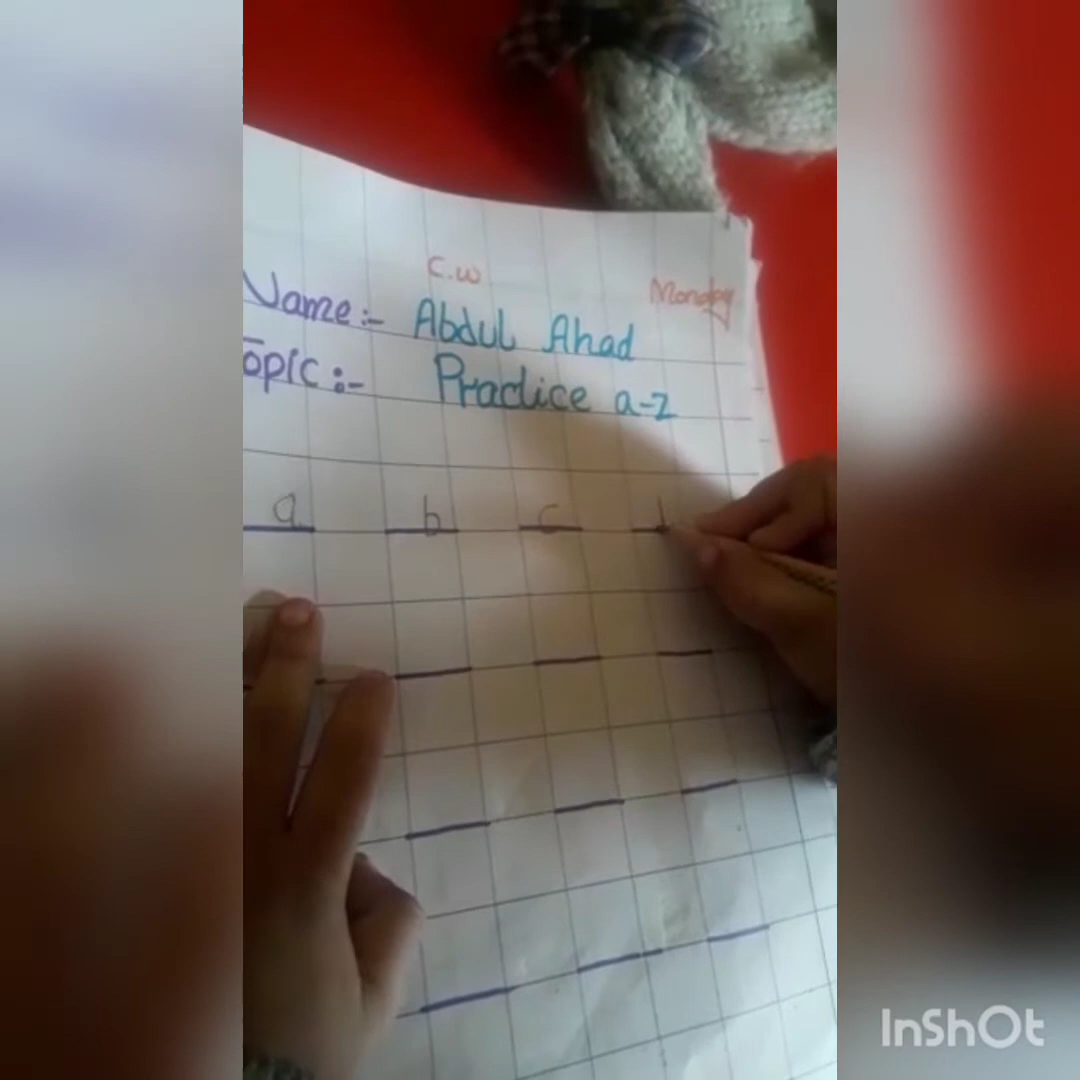 C.W Monday
Name:- Abdul Ahad
Topic:- Practice a-z
a b c
InShOt